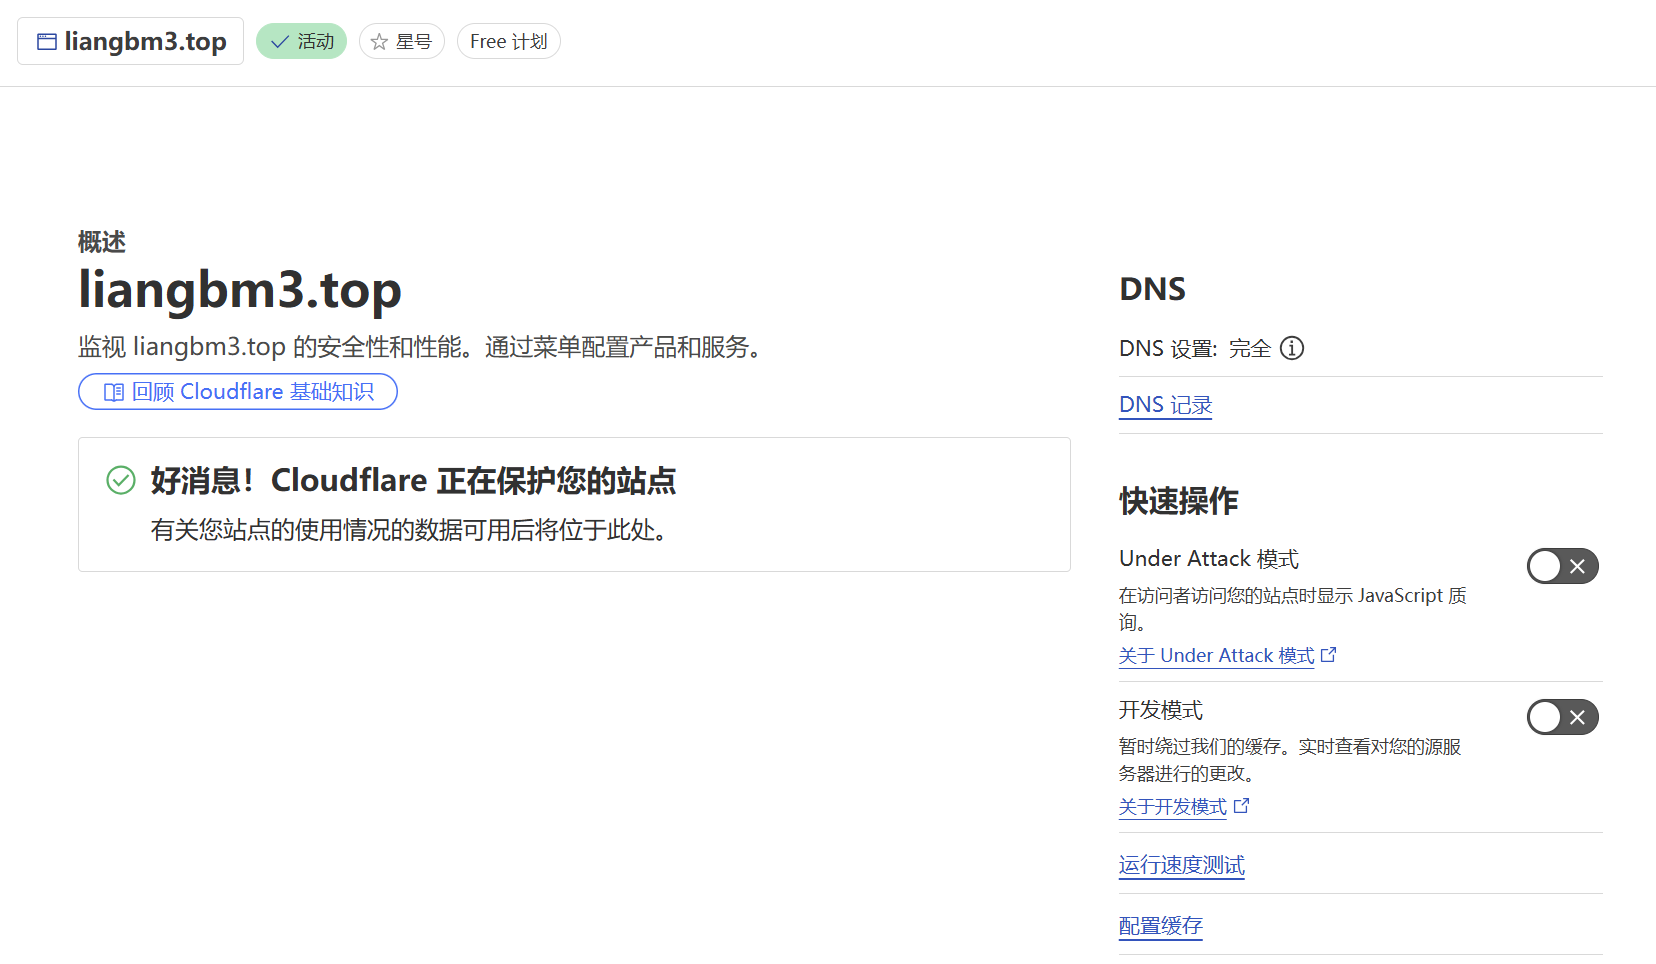 liangbm3.top
活动
星号
Free 计划
概述
liangbm3.top
监视 liangbm3.top 的安全性和性能。通过菜单配置产品和服务。
回顾 Cloudflare 基础知识
好消息！Cloudflare 正在保护您的站点
有关您站点的使用情况的数据可用后将位于此处。
DNS
DNS 设置: 完全
DNS 记录
快速操作
Under Attack 模式
在访问者访问您的站点时显示 JavaScript 质
询。
关于 Under Attack 模式
开发模式
暂时绕过我们的缓存。实时查看对您的源服
务器进行的更改。
关于开发模式
运行速度测试
配置缓存